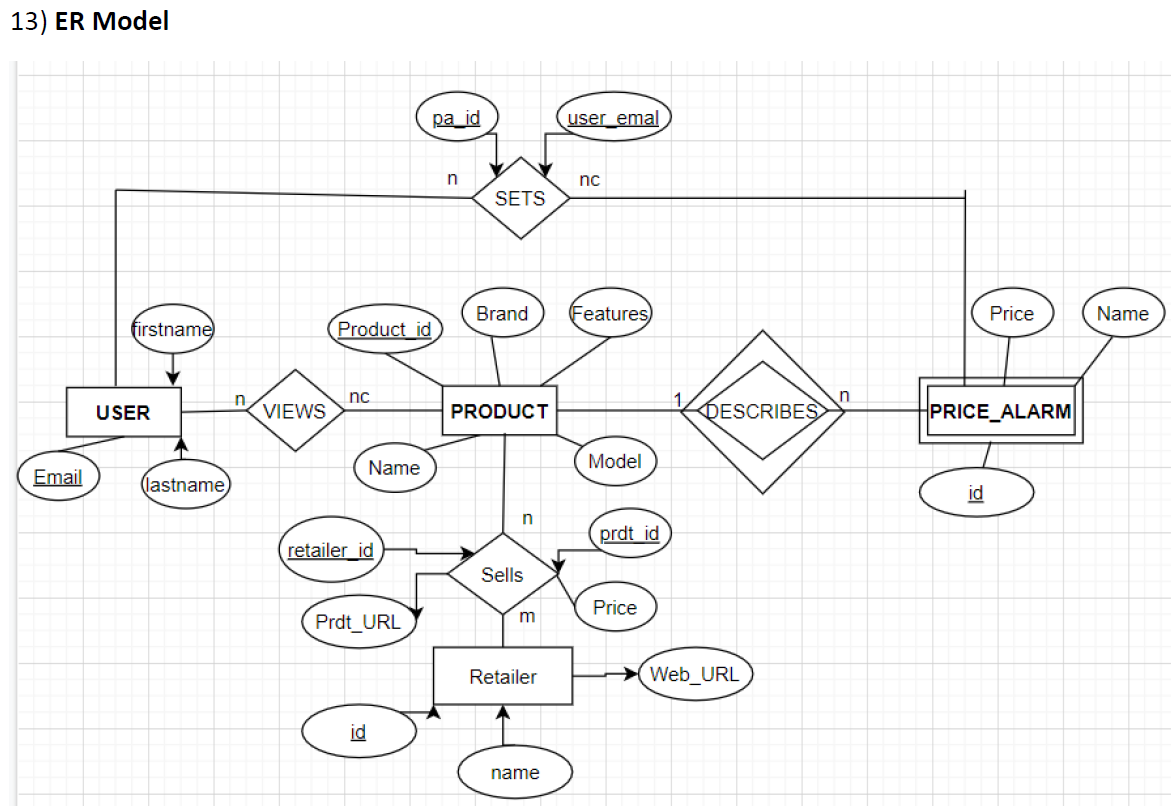 13) ER Model
pa_id
user_emal
n
nc
SETS
firstname
Product_id
Brand
Features
Price
Name
USER
n
VIEWS
nc
PRODUCT
1
DESCRIBES
n
PRICE_ALARM
Email
lastname
Name
Model
id
n
retailer_id
prdt_id
Sells
Prdt_URL
Price
m
Retailer
Web_URL
id
name